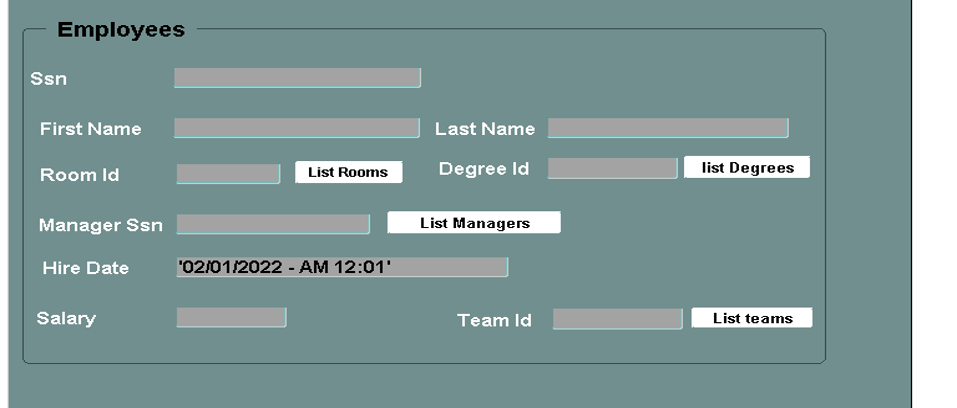 Employees
Ssn
First Name Last Name
Room Id List Rooms Degree Id list Degrees
Manager Ssn List Managers
Hire Date '02/01/2022 - AM 12:01'
Salary Team Id List teams